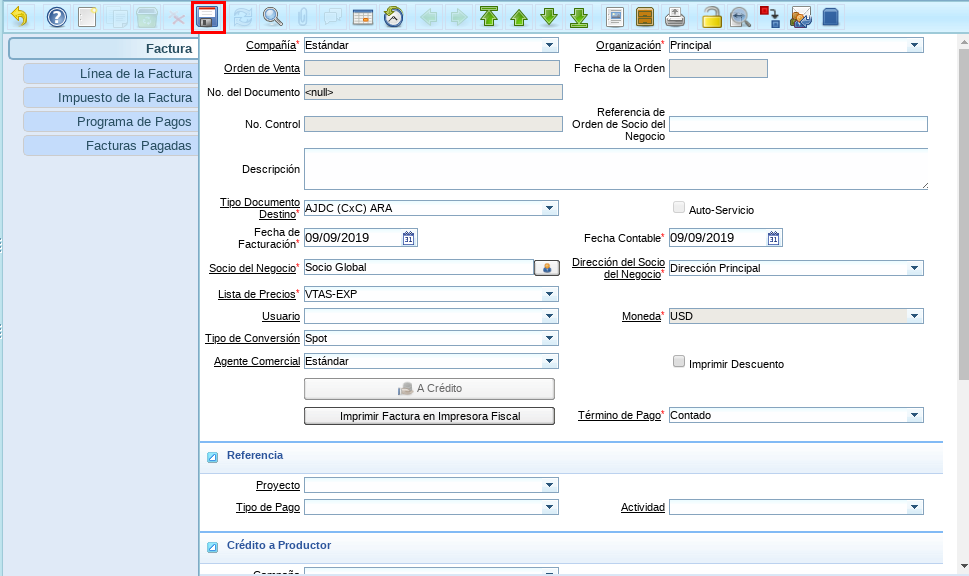 Factura
Línea de la Factura
Impuesto de la Factura
Programa de Pagos
Facturas Pagadas
Compañía* Estándar Organización* Principal
Orden de Venta Fecha de la Orden
No. del Documento <null>
No. Control Referencia de
Orden de Socio del
Negocio
Descripción
Tipo Documento
Destino* AJDC (CxC) ARA Auto-Servicio
Fecha de
Facturación* 09/09/2019 31 Fecha Contable* 09/09/2019 31
Socio del Negocio* Socio Global Dirección del Socio
del Negocio* Dirección Principal
Lista de Precios* VTAS-EXP
Usuario Moneda* USD
Tipo de Conversión Spot
Agente Comercial Estándar Imprimir Descuento
A Crédito
Imprimir Factura en Impresora Fiscal Término de Pago* Contado
Referencia
Proyecto
Tipo de Pago Actividad
Crédito a Productor